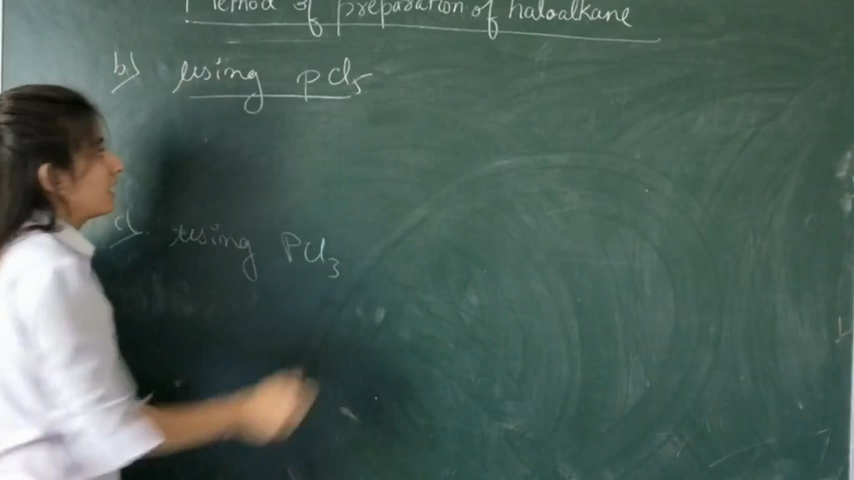 Method of preparation of haloalkane
b) using pcl5
c). using PCl3